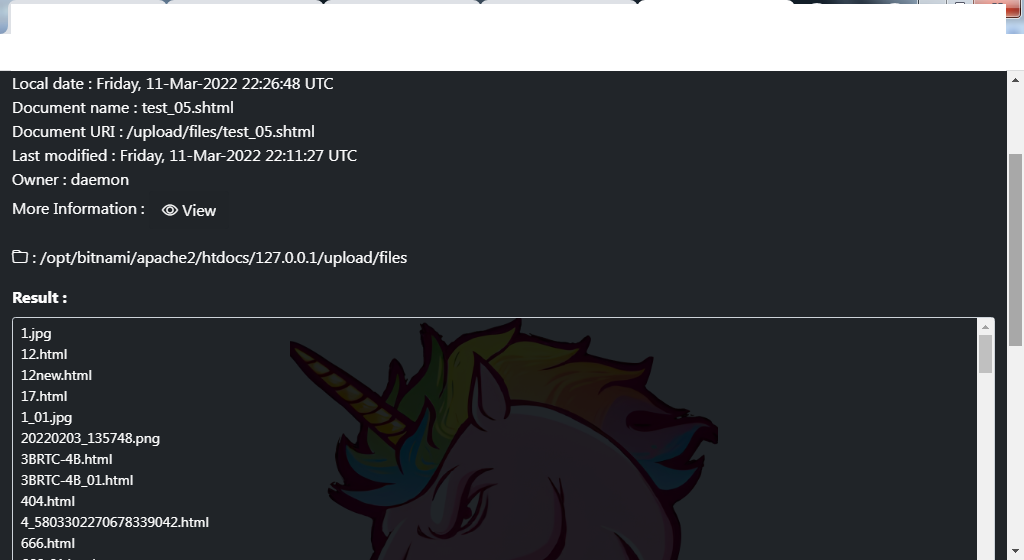 Local date : Friday, 11-Mar-2022 22:26:48 UTC
Document name : test_05.shtml
Document URI : /upload/files/test_05.shtml
Last modified : Friday, 11-Mar-2022 22:11:27 UTC
Owner : daemon
More Information : View
: /opt/bitnami/apache2/htdocs/127.0.0.1/upload/files
Result :
1.jpg
12.html
12new.html
17.html
1_01.jpg
20220203_135748.png
3BRTC-4B.html
3BRTC-4B_01.html
404.html
4_5803302270678339042.html
666.html